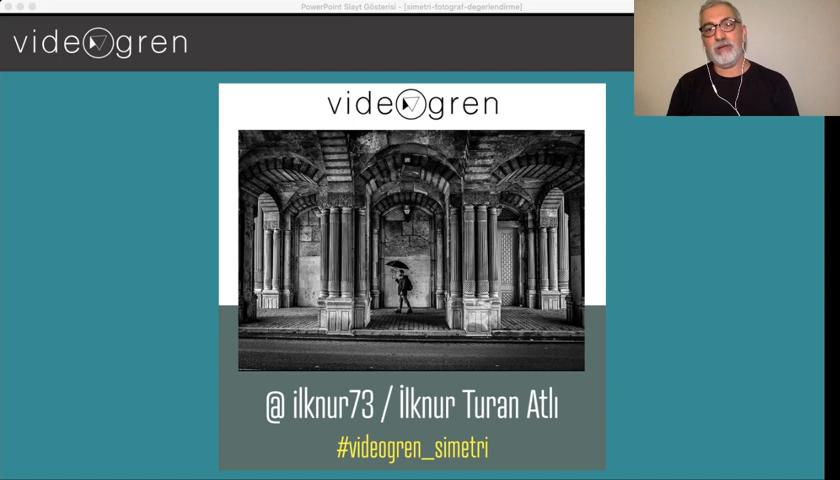 PowerPoint Slayt Gösterisi - [simetri-fotograf-degerlendirme]
videogren
videogren
@ ilknur73 / İlknur Turan Atlı
#videogren_simetri